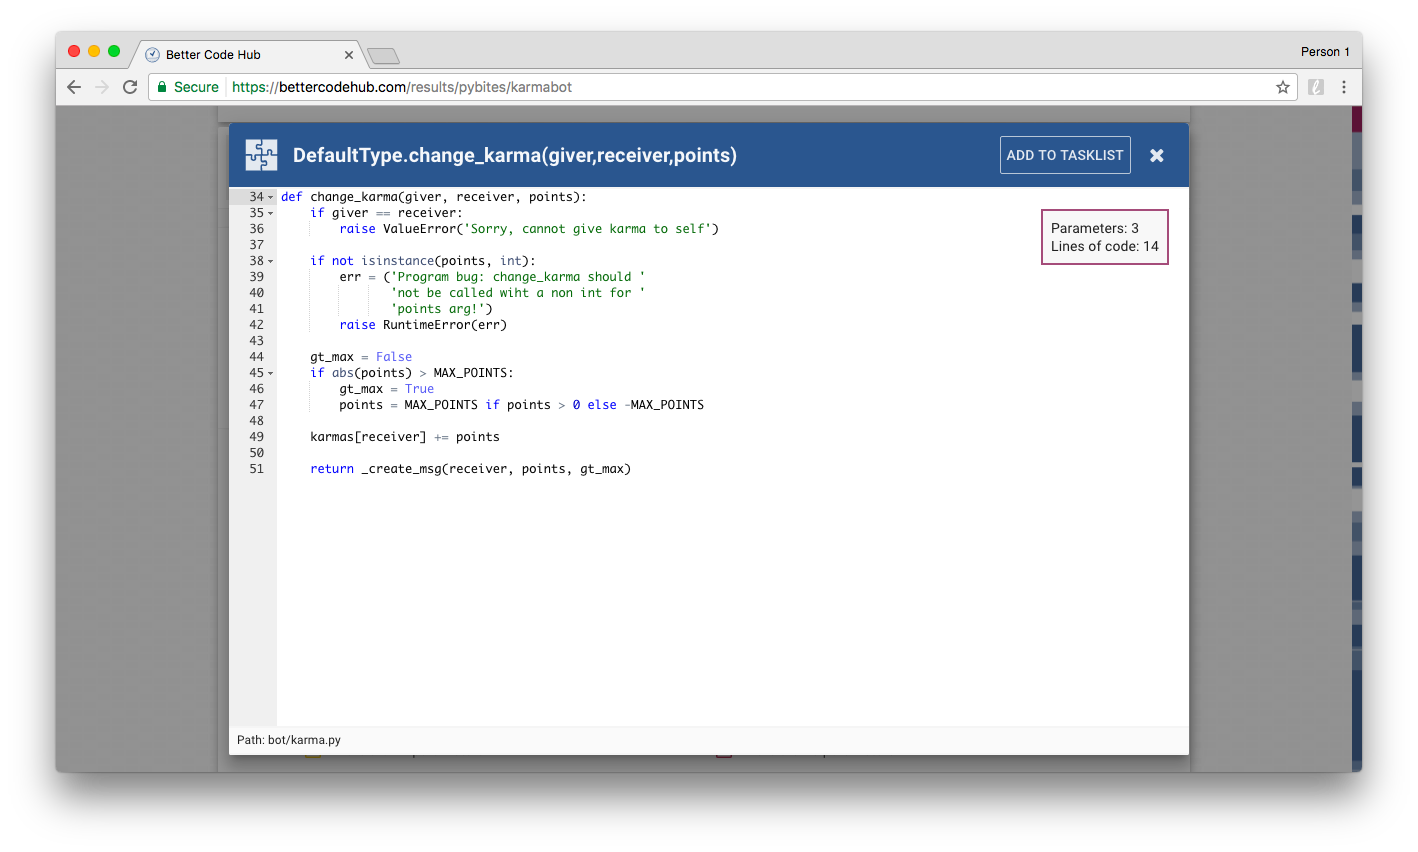 Better Code Hub
Person 1
Secure https://bettercodehub.com/results/pybites/karmabot
DefaultType.change_karma(giver,receiver,points)
ADD TO TASKLIST
34 def change_karma(giver, receiver, points):
35     if giver == receiver:
36         raise ValueError('Sorry, cannot give karma to self')
37
38     if not isinstance(points, int):
39         err = ('Program bug: change_karma should '
40                'not be called wiht a non int for '
41                'points arg!')
42         raise RuntimeError(err)
43
44     gt_max = False
45     if abs(points) > MAX_POINTS:
46         gt_max = True
47         points = MAX_POINTS if points > 0 else -MAX_POINTS
48
49     karmas[receiver] += points
50
51     return _create_msg(receiver, points, gt_max)
Parameters: 3
Lines of code: 14
Path: bot/karma.py